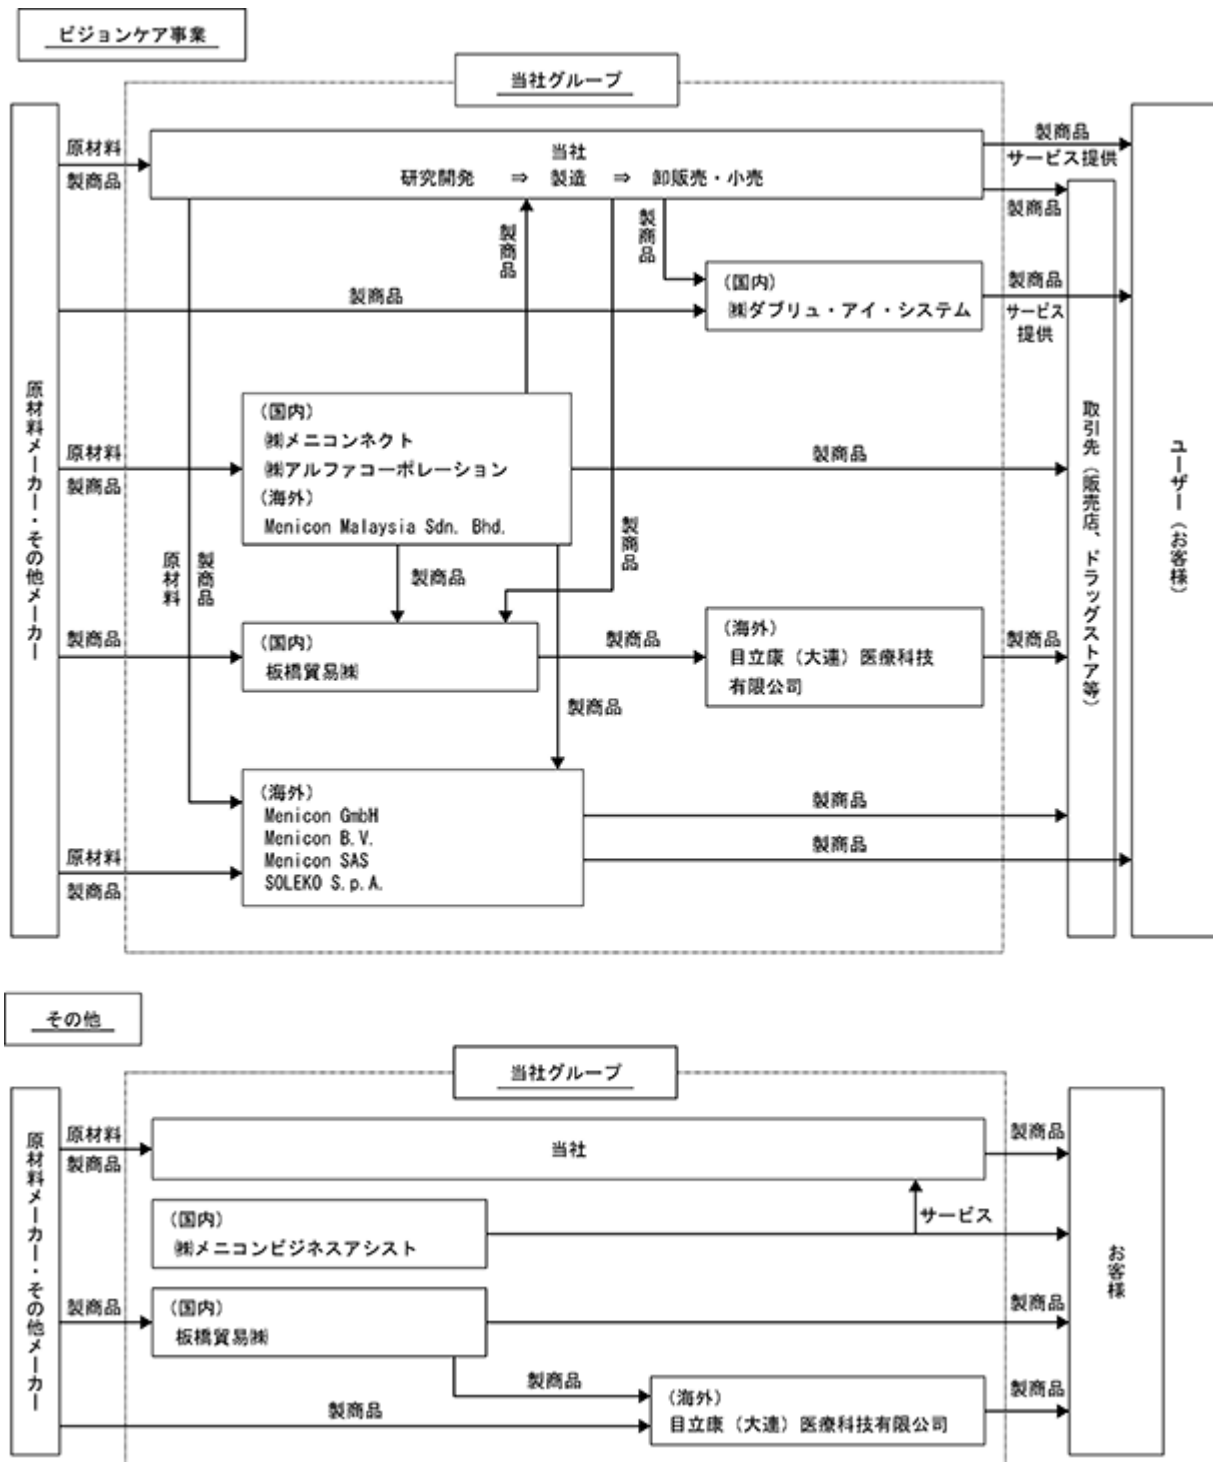 ビジョンケア事業
当社グループ
原材料メーカー・その他メーカー
原材料
製商品
当社
研究開発 ⇒ 製造 ⇒ 卸販売・小売
製商品
サービス提供
製商品
製商品
製商品
製商品
(国内)
㈱ダブリュ・アイ・システム
製商品
サービス
提供
原材料
製商品
(国内)
㈱メニコンネクト
㈱アルファコーポレーション
(海外)
Menicon Malaysia Sdn. Bhd.
製商品
取引先(販売店、ドラッグストア等)
ユーザー(お客様)
原材料
製商品
製商品
製商品
製商品
(国内)
板橋貿易㈱
製商品
(海外)
目立康(大連)医療科技
有限公司
製商品
製商品
原材料
製商品
(海外)
Menicon GmbH
Menicon B.V.
Menicon SAS
SOLEKO S.p.A.
製商品
製商品
その他
当社グループ
原材料メーカー・その他メーカー
原材料
製商品
当社
製商品
(国内)
㈱メニコンビジネスアシスト
サービス
お客様
製商品
(国内)
板橋貿易㈱
製商品
製商品
製商品
(海外)
目立康(大連)医療科技有限公司
製商品